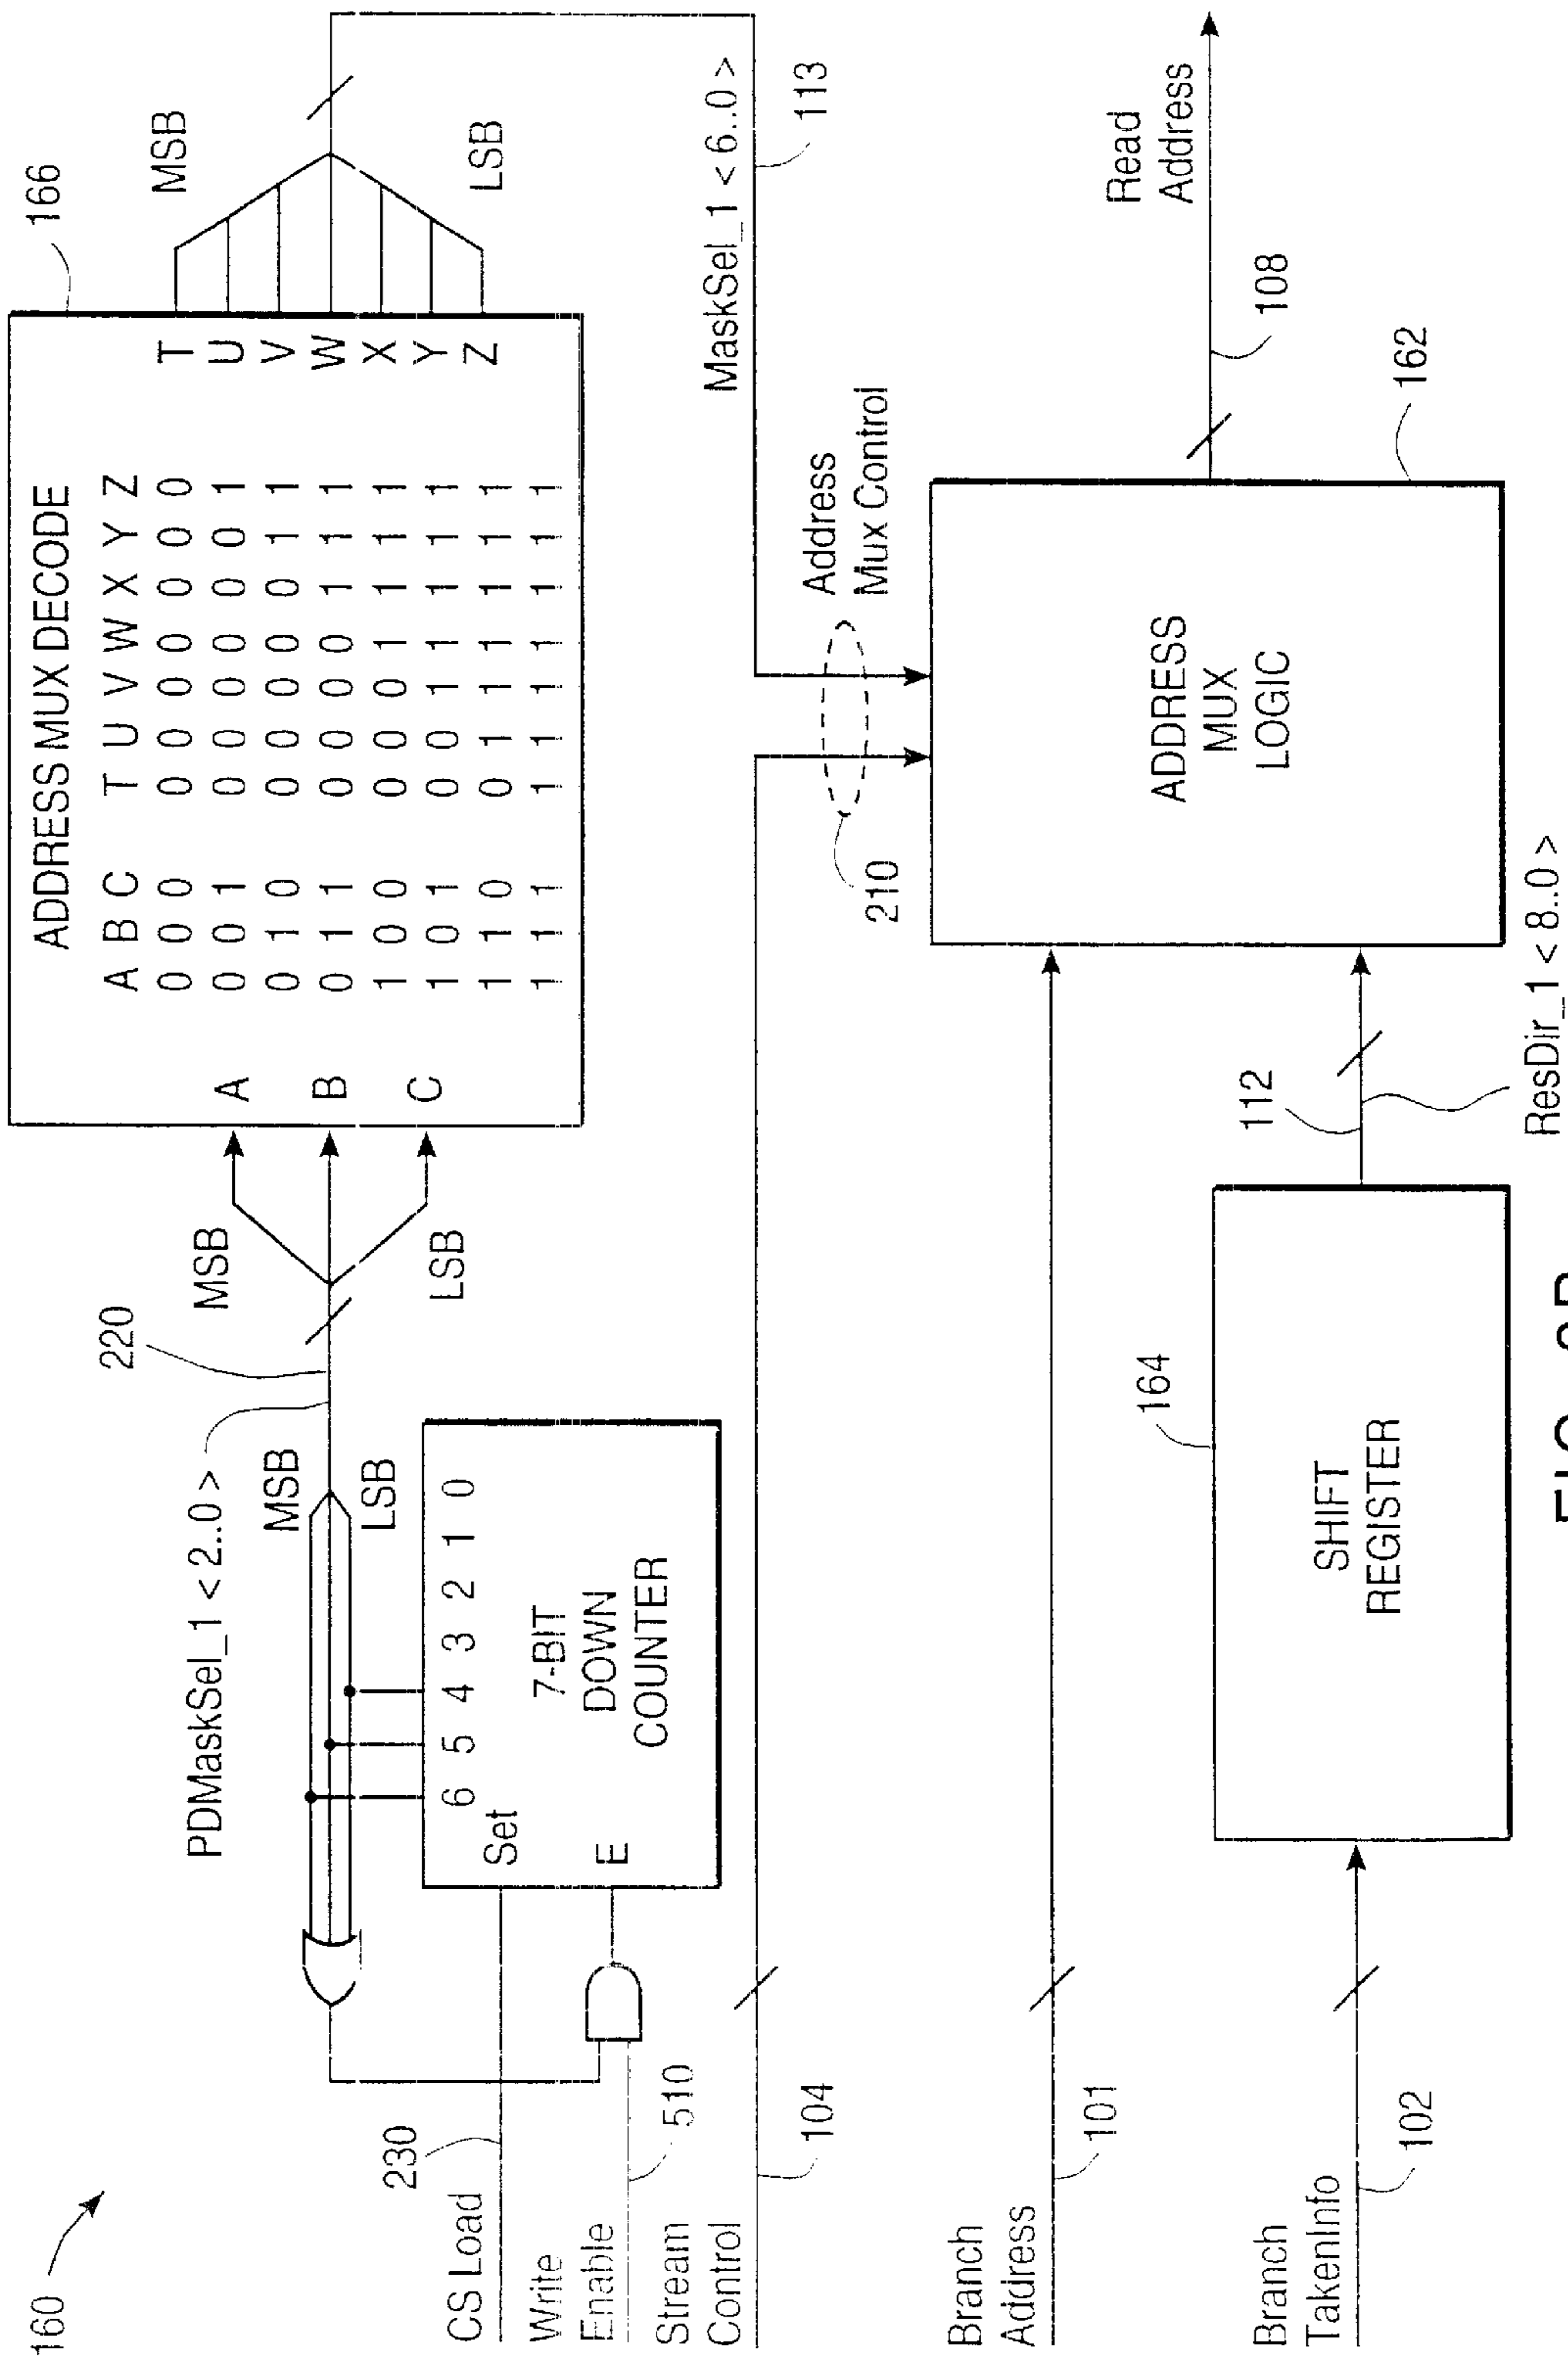 160
CS Load
230
Write
Enable
510
Stream
Control
104
PDMaskSel_1 < 2..0 >
220
MSB
LSB
Set
E
6 5 4 3 2 1 0
7-BIT
DOWN
COUNTER
MSB
LSB
ADDRESS MUX DECODE
166
A
B
C
A B C T U V W X Y Z
0 0 0 0 0 0 0 0 0 0
0 0 1 0 0 0 0 0 0 1
0 1 0 0 0 0 0 0 1 1
0 1 1 0 0 0 0 1 1 1
1 0 0 0 0 0 1 1 1 1
1 0 1 0 0 1 1 1 1 1
1 1 0 0 1 1 1 1 1 1
1 1 1 1 1 1 1 1 1 1
T
U
V
W
X
Y
Z
MSB
LSB
MaskSel_1 < 6..0 >
113
Address
Mux Control
210
Branch
Address
101
Branch
TakenInfo
102
SHIFT
REGISTER
164
112
ResDir_1 < 8..0 >
ADDRESS
MUX
LOGIC
162
108
Read
Address